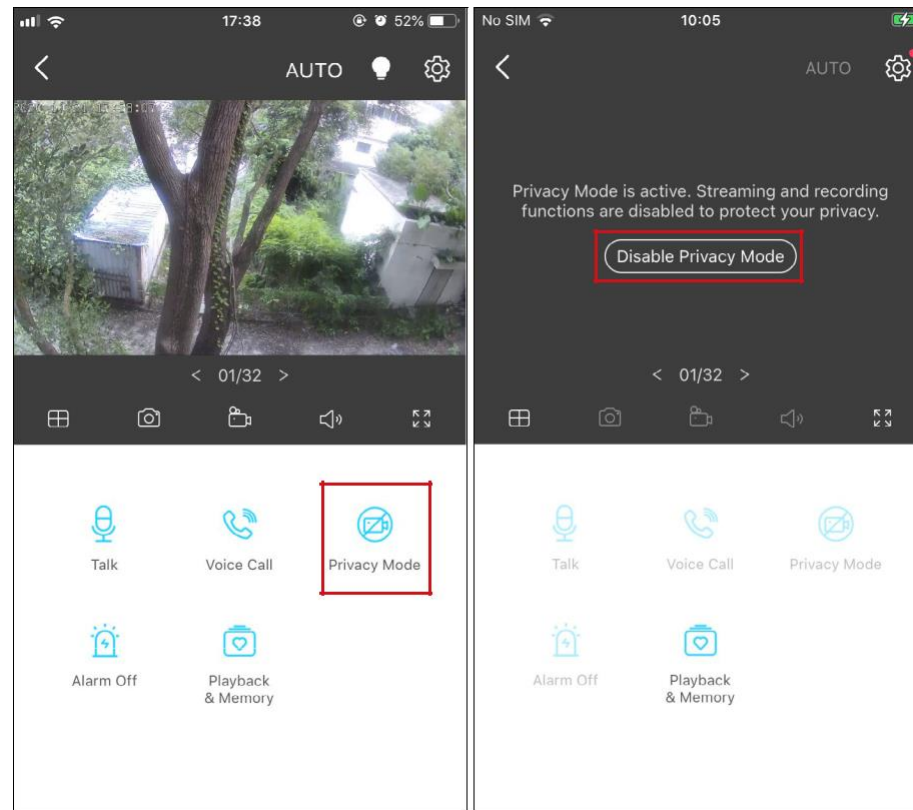 17:38
52%
AUTO
< 01/32 >
Talk
Voice Call
Privacy Mode
Alarm Off
Playback
& Memory
No SIM
10:05
AUTO
Privacy Mode is active. Streaming and recording
functions are disabled to protect your privacy.
Disable Privacy Mode
< 01/32 >
Talk
Voice Call
Privacy Mode
Alarm Off
Playback
& Memory